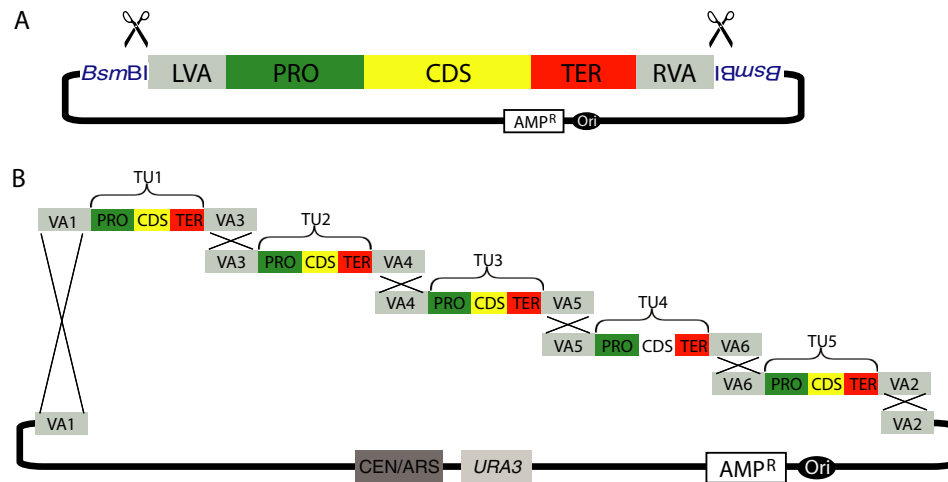 A
BsmBI LVA PRO CDS TER RVA BsmBI
AMPR Ori
B
TU1
VA1 PRO CDS TER VA3
TU2
VA3 PRO CDS TER VA4
TU3
VA4 PRO CDS TER VA5
TU4
VA5 PRO CDS TER VA6
TU5
VA6 PRO CDS TER VA2
VA1 VA2
CEN/ARS URA3 AMPR Ori